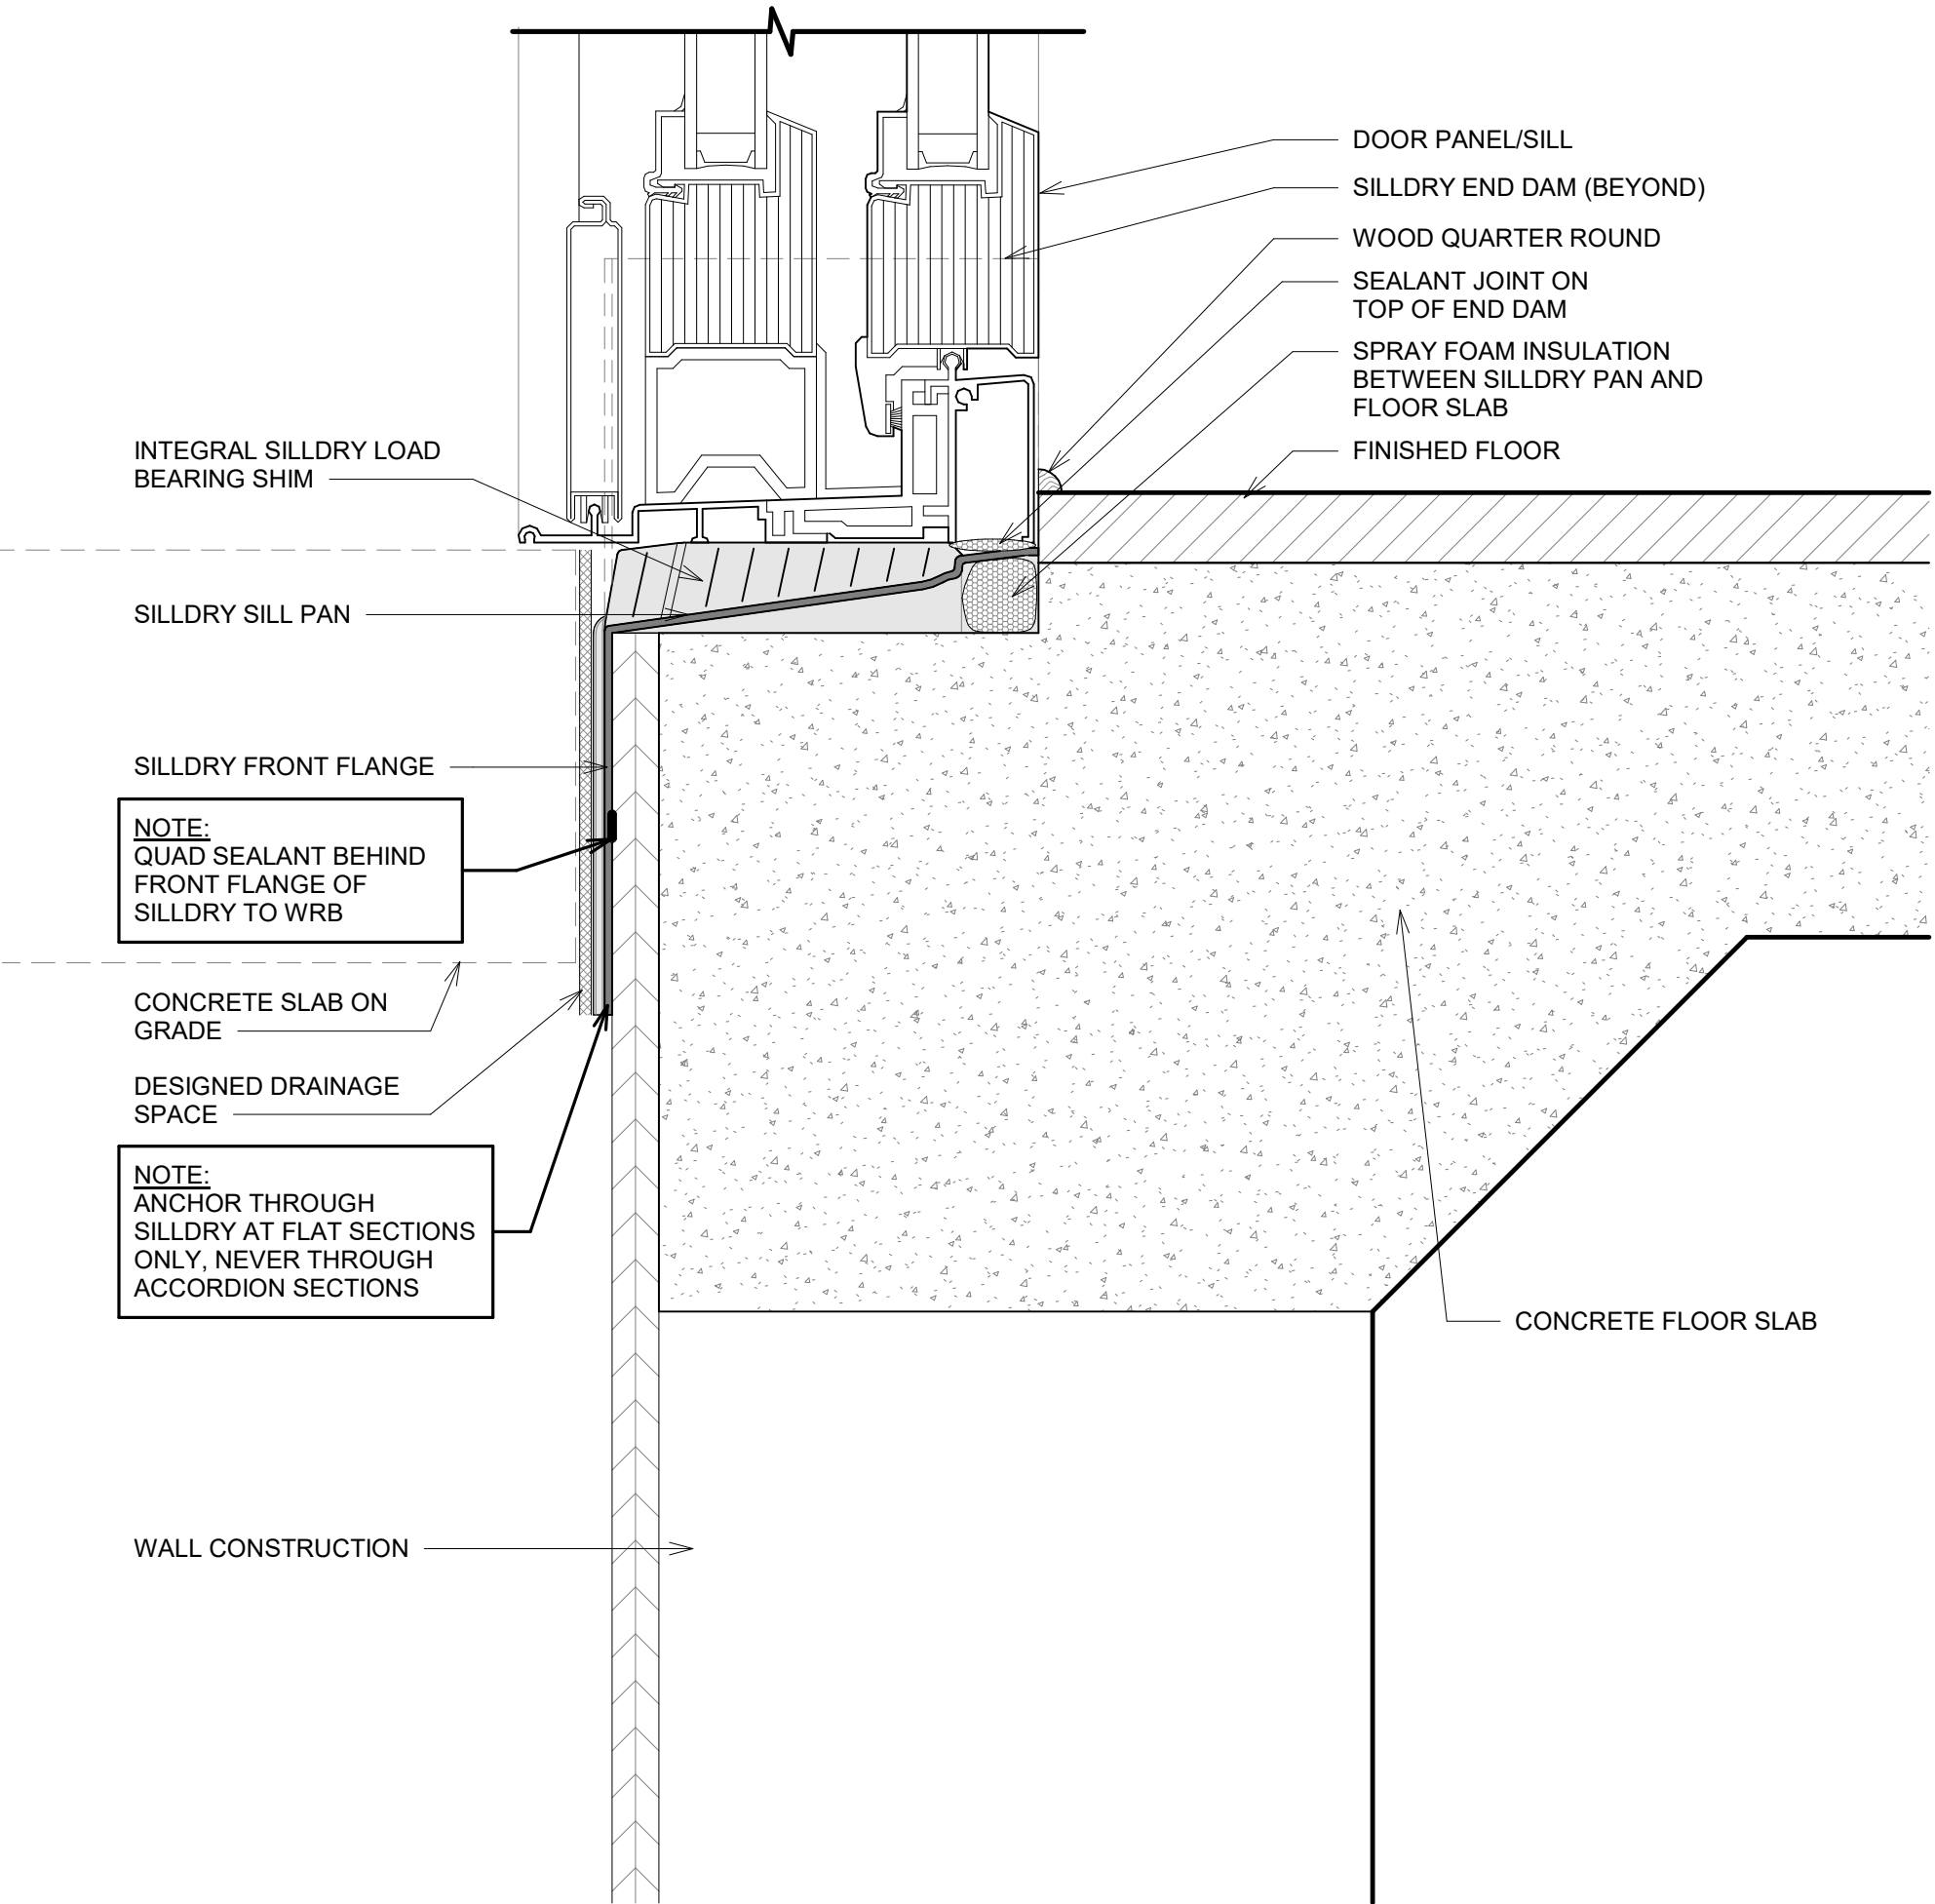 DOOR PANEL/SILL
SILLDRY END DAM (BEYOND)
WOOD QUARTER ROUND
SEALANT JOINT ON
TOP OF END DAM
SPRAY FOAM INSULATION
BETWEEN SILLDRY PAN AND
FLOOR SLAB
FINISHED FLOOR
INTEGRAL SILLDRY LOAD
BEARING SHIM
SILLDRY SILL PAN
SILLDRY FRONT FLANGE
NOTE:
QUAD SEALANT BEHIND
FRONT FLANGE OF
SILLDRY TO WRB
CONCRETE SLAB ON
GRADE
DESIGNED DRAINAGE
SPACE
NOTE:
ANCHOR THROUGH
SILLDRY AT FLAT SECTIONS
ONLY, NEVER THROUGH
ACCORDION SECTIONS
CONCRETE FLOOR SLAB
WALL CONSTRUCTION